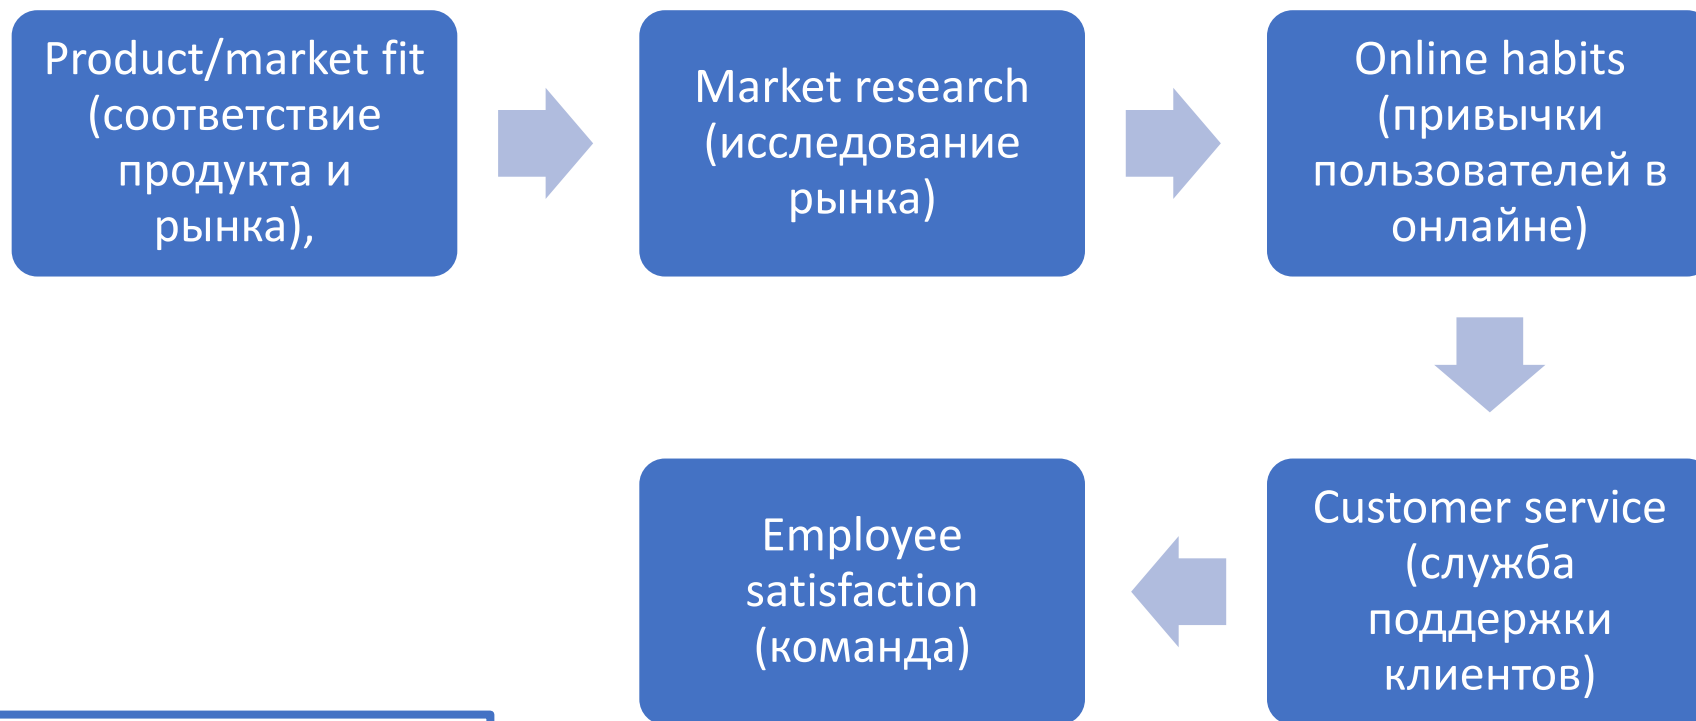 Product/market fit
(соответствие
продукта и
рынка),
Market research
(исследование
рынка)
Online habits
(привычки
пользователей в
онлайне)
Customer service
(служба
поддержки
клиентов)
Employee
satisfaction
(команда)